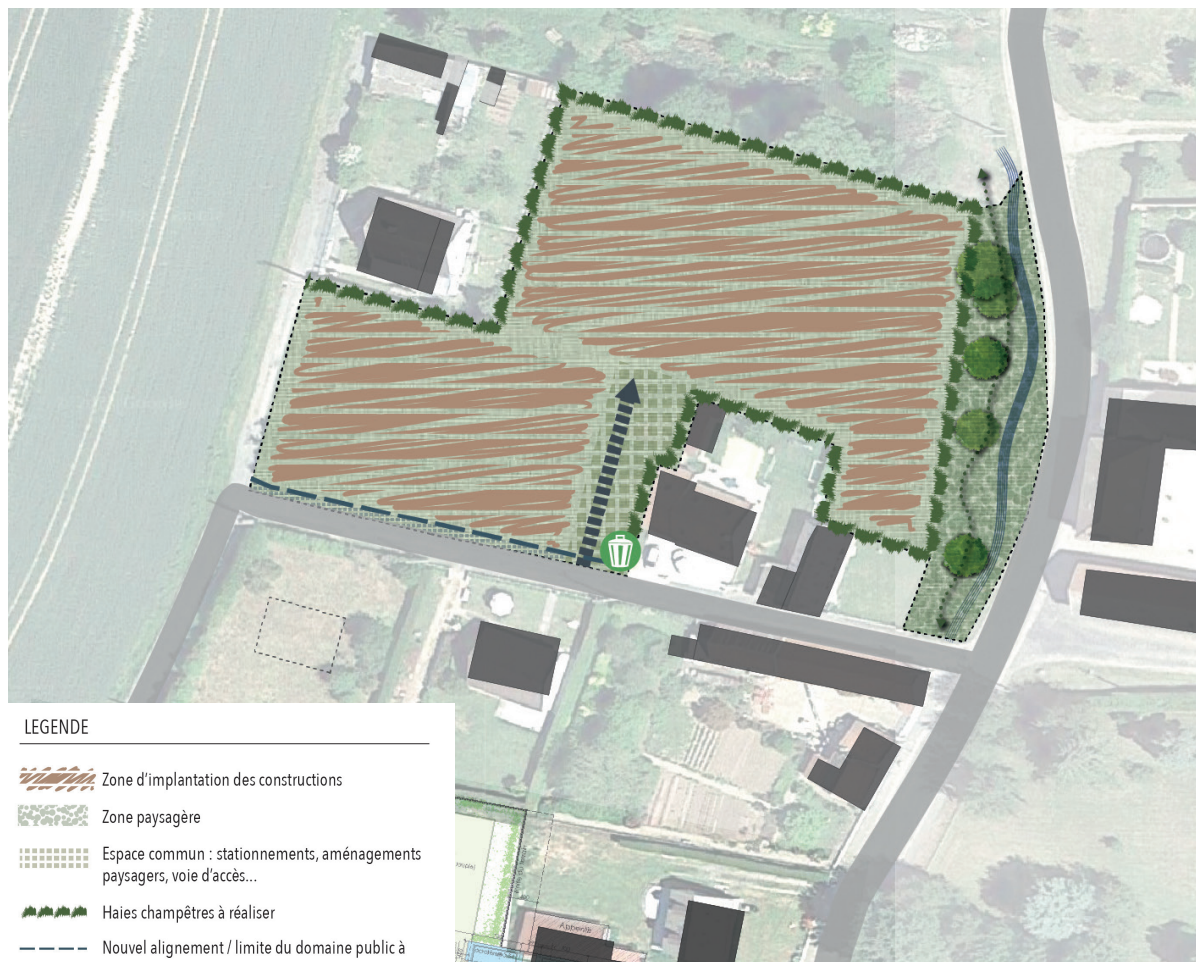 LEGENDE
Zone d'implantation des constructions
Zone paysagère
Espace commun : stationnements, aménagements
paysagers, voie d'accès...
Haies champêtres à réaliser
Nouvel alignement / limite du domaine public à